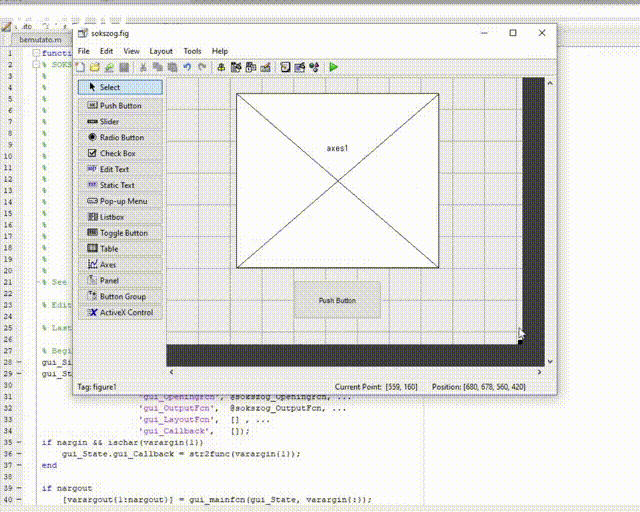 bemutato.m
sokszog.fig
File Edit View Layout Tools Help
Select
Push Button
Slider
Radio Button
Check Box
Edit Text
Static Text
Pop-up Menu
Listbox
Toggle Button
Table
Axes
Panel
Button Group
ActiveX Control
axes1
Push Button
Tag: figure1 Current Point: [559, 160] Position: [680, 678, 560, 420]
1 functi
2 % SOKS
3 %
4 %
5 %
6 %
7 %
8 %
9 %
10 %
11 %
12 %
13 %
14 %
15 %
16 %
17 %
18 %
19 %
20 %
21 % See
22
23 % Edit
24
25 % Last
26
27 % Begi
28 gui_Si
29 gui_St
30
31 'gui_OpeningFcn', @sokszog_OpeningFcn, ...
32 'gui_OutputFcn', @sokszog_OutputFcn, ...
33 'gui_LayoutFcn', [] , ...
34 'gui_Callback', []);
35 if nargin && ischar(varargin{1})
36 gui_State.gui_Callback = str2func(varargin{1});
37 end
38
39 if nargout
40 [varargout{1:nargout}] = gui_mainfcn(gui_State, varargin{:});